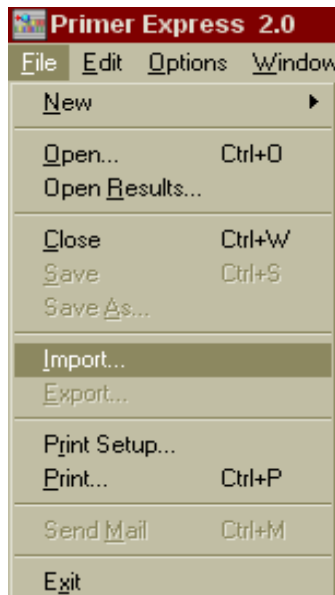 Primer Express 2.0
File Edit Options Window
New
Open... Ctrl+O
Open Results...
Close Ctrl+W
Save Ctrl+S
Save As...
Import...
Export...
Print Setup...
Print... Ctrl+P
Send Mail Ctrl+M
Exit